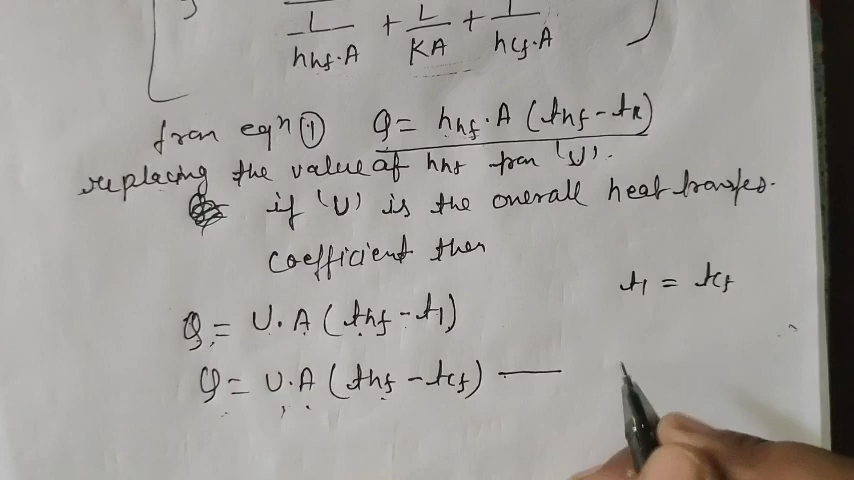 L/hhf·A + L/KA + 1/hcf·A
from eqⁿ ① Q = hhf·A (thf - t1)
replacing the value of hhf from 'U'.
if 'U' is the overall heat transfer.
coefficient then
t1 = tcf
Q = U.A (thf - t1)
Q = U.A (thf - tcf) —